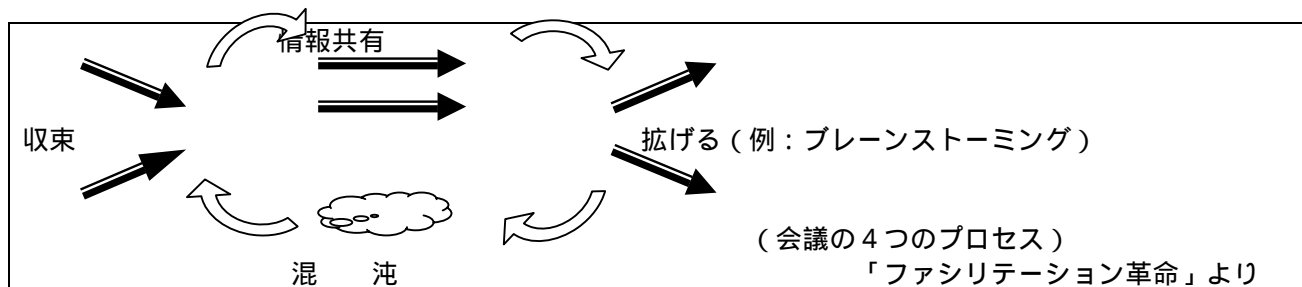 情報共有
収束
拡げる（例：ブレーンストーミング）
（会議の４つのプロセス）
混　　沌
「ファシリテーション革命」より